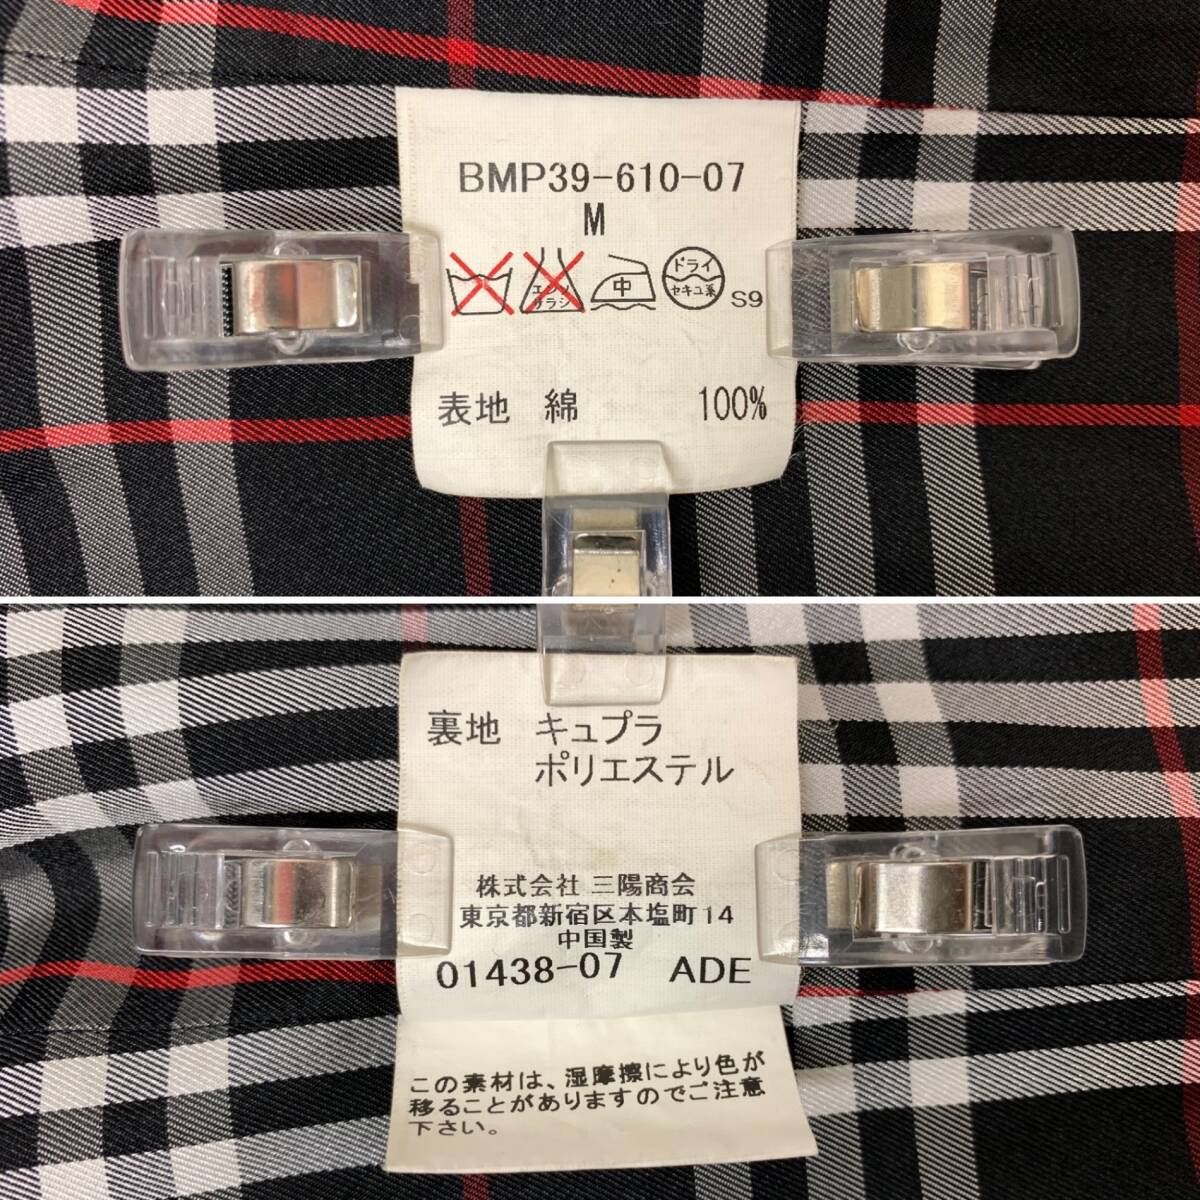 BMP39-610-07
M
エンソ
サラシ
中
ドライ
セキユ系
S9
表地 綿 100%
裏地 キュプラ
ポリエステル
株式会社 三陽商会
東京都新宿区本塩町14
中国製
01438-07 ADE
この素材は、湿摩擦により色が
移ることがありますのでご注意
下さい。